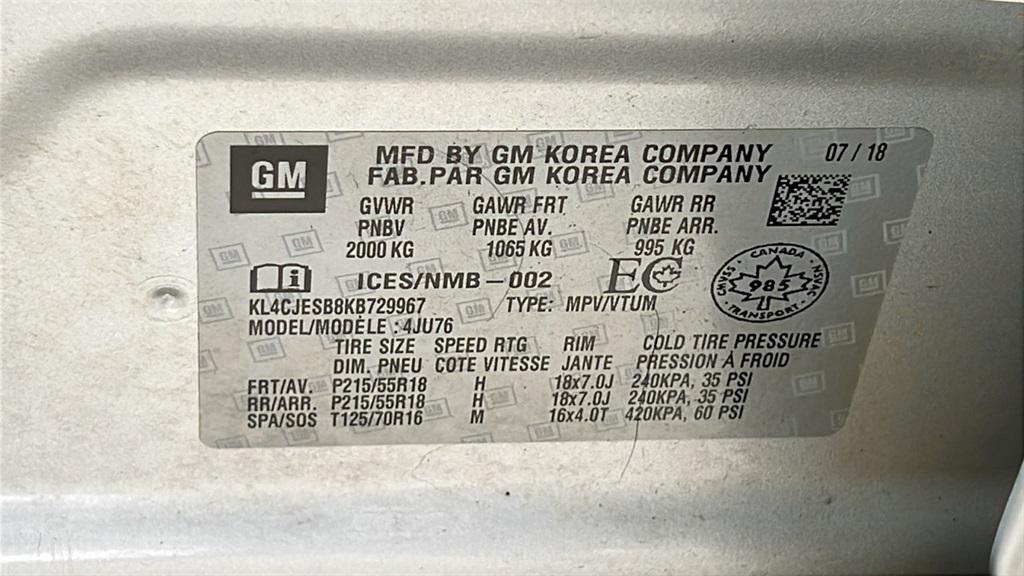 GM
MFD BY GM KOREA COMPANY 07 / 18
FAB.PAR GM KOREA COMPANY
GVWR GAWR FRT GAWR RR
PNBV PNBE AV. PNBE ARR.
2000 KG 1065 KG 995 KG
ICES/NMB-002 EC
CANADA
CMVSS 985 NSVAC
TRANSPORT
KL4CJESB8KB729967 TYPE: MPV/VTUM
MODEL/MODÈLE : 4JU76
TIRE SIZE SPEED RTG RIM COLD TIRE PRESSURE
DIM. PNEU COTE VITESSE JANTE PRESSION À FROID
FRT/AV. P215/55R18 H 18x7.0J 240KPA, 35 PSI
RR/ARR. P215/55R18 H 18x7.0J 240KPA, 35 PSI
SPA/SOS T125/70R16 M 16x4.0T 420KPA, 60 PSI